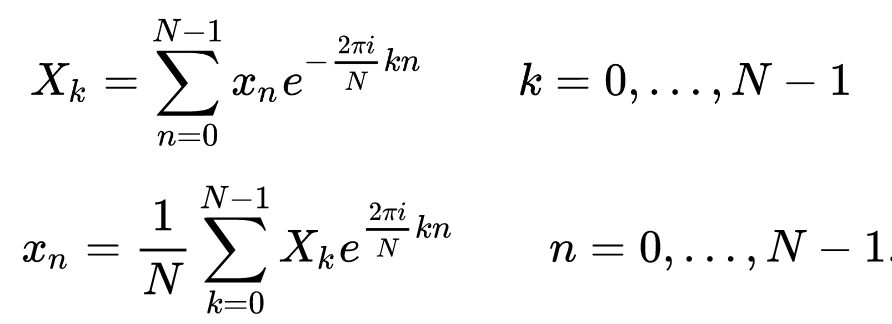 X_k = \sum_{n=0}^{N-1} x_n e^{-\frac{2\pi i}{N} kn} \qquad k = 0, \ldots, N-1
x_n = \frac{1}{N} \sum_{k=0}^{N-1} X_k e^{\frac{2\pi i}{N} kn} \qquad n = 0, \ldots, N-1.